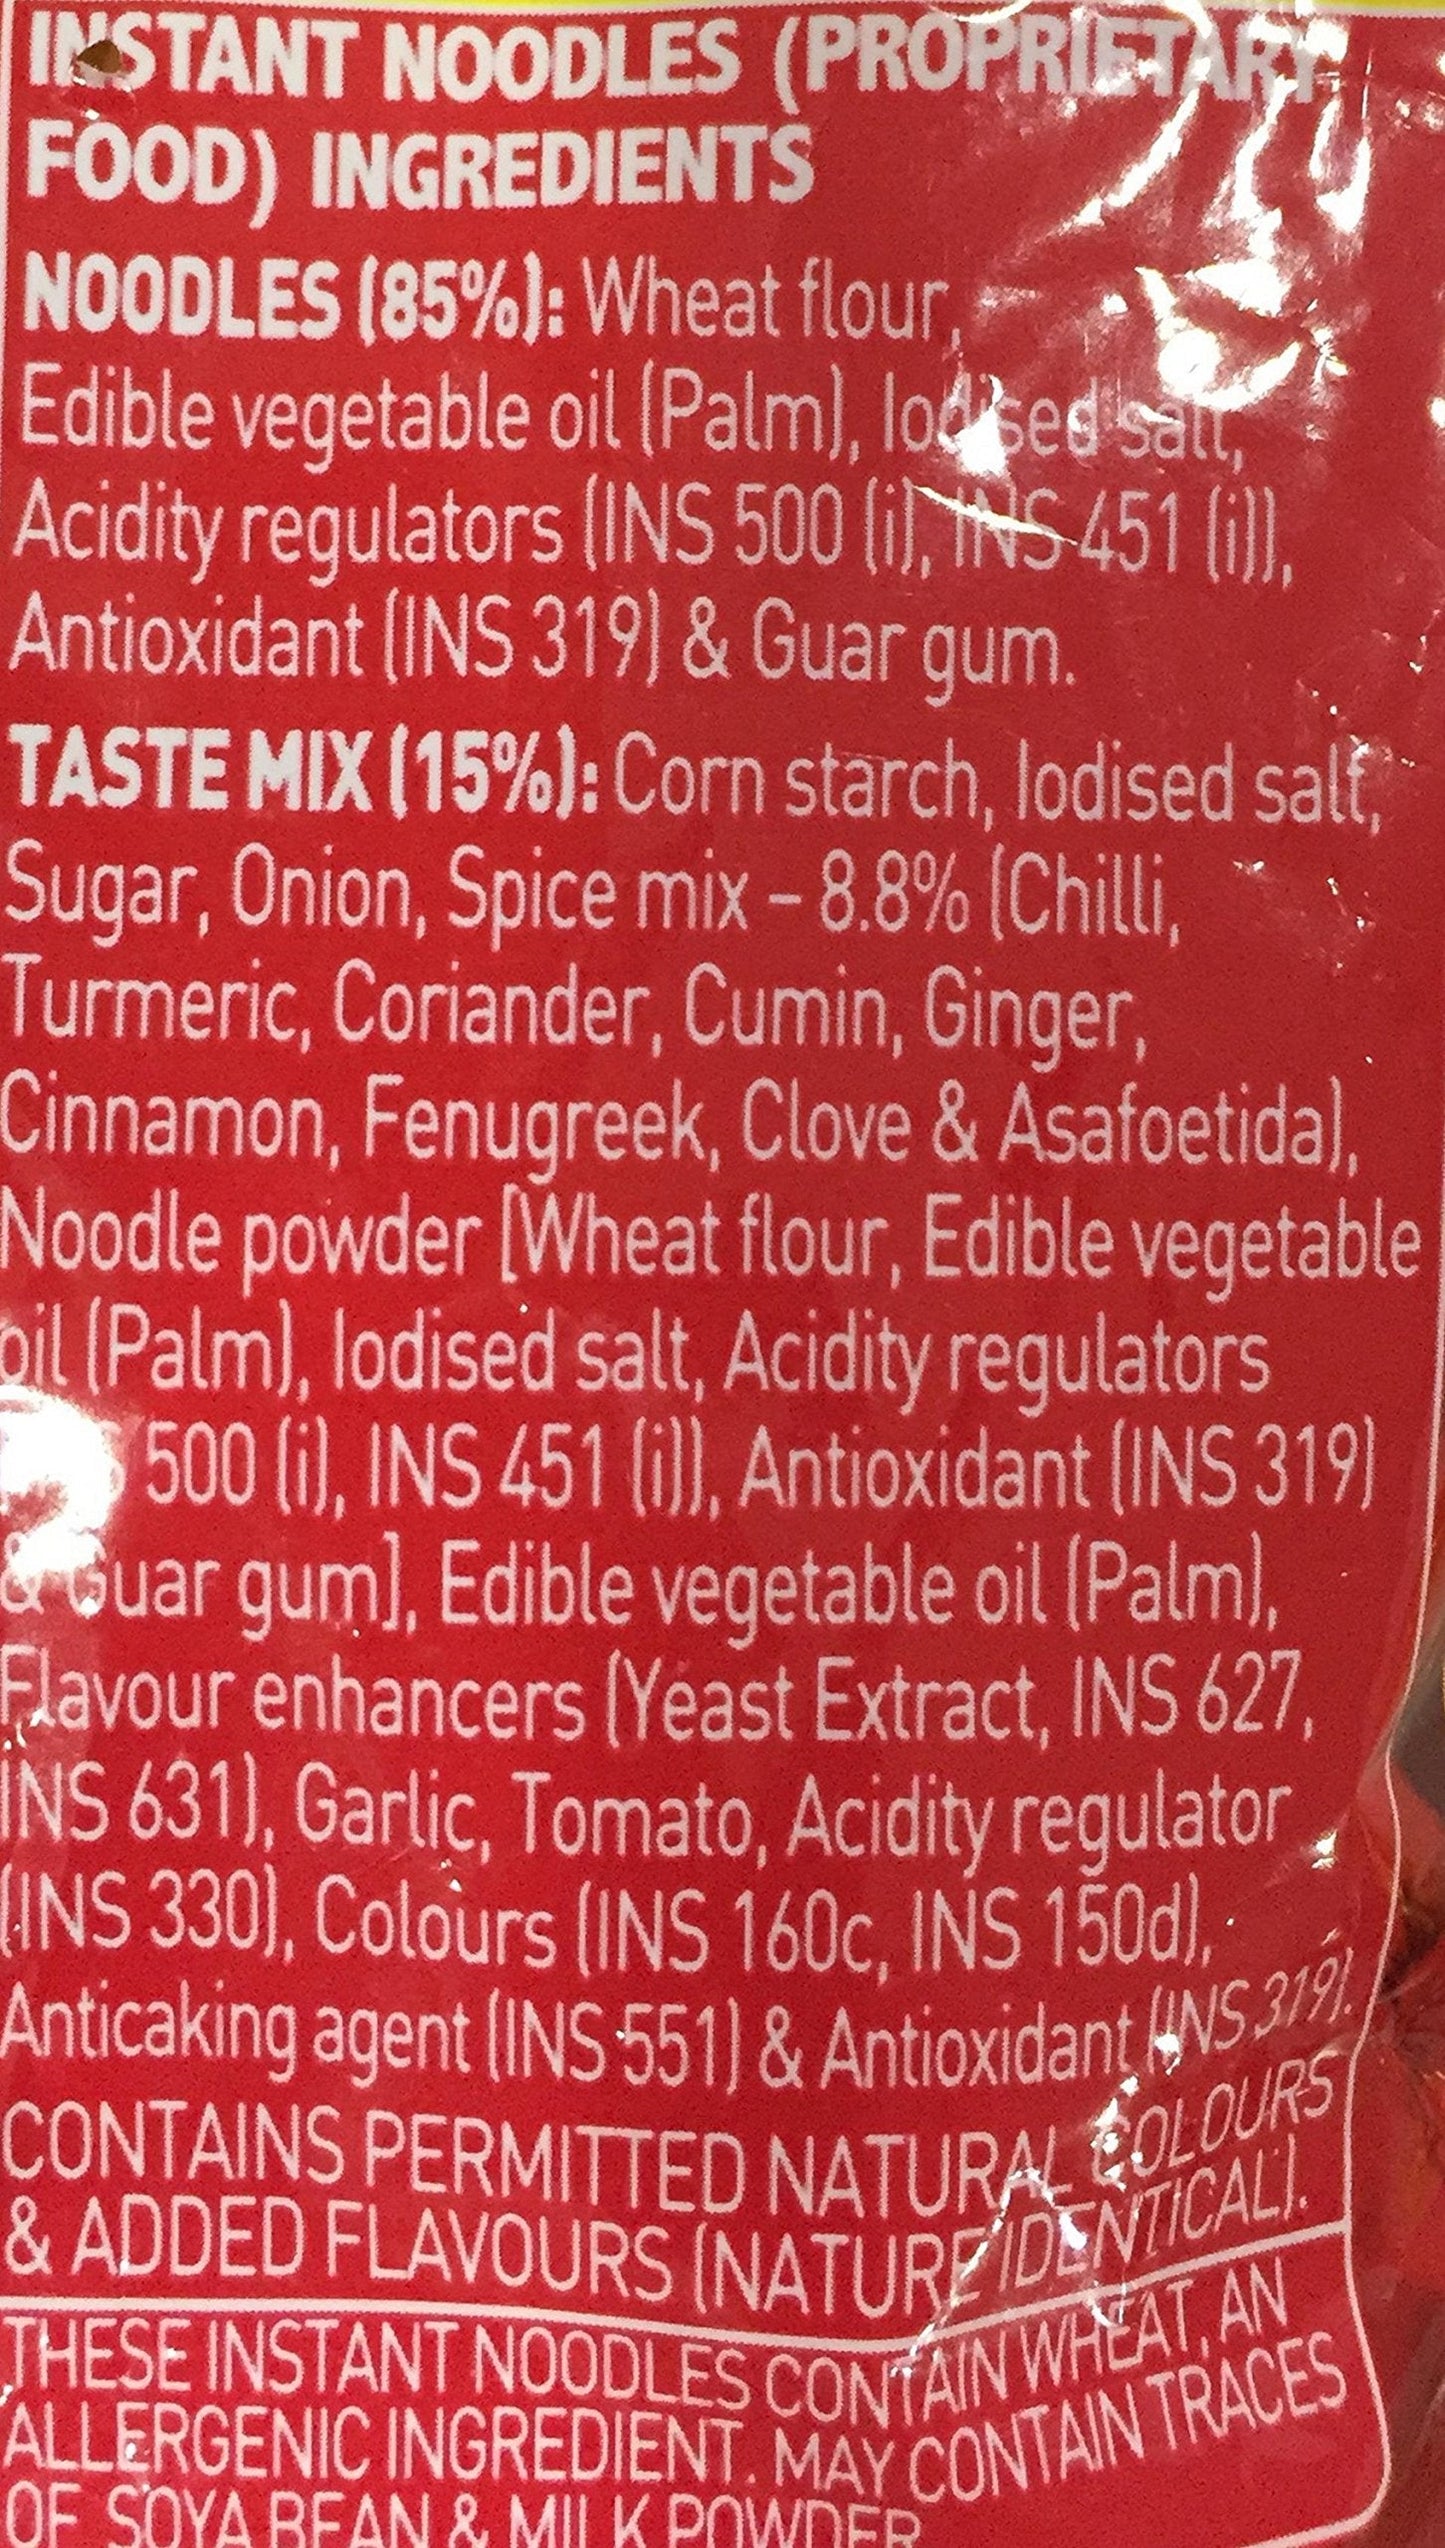 INSTANT NOODLES (PROPRIETARY
FOOD) INGREDIENTS
NOODLES (85%): Wheat flour,
Edible vegetable oil (Palm), Iodised salt,
Acidity regulators (INS 500 (i), INS 451 (i)),
Antioxidant (INS 319) & Guar gum.
TASTE MIX (15%): Corn starch, Iodised salt,
Sugar, Onion, Spice mix – 8.8% (Chilli,
Turmeric, Coriander, Cumin, Ginger,
Cinnamon, Fenugreek, Clove & Asafoetida),
Noodle powder [Wheat flour, Edible vegetable
oil (Palm), Iodised salt, Acidity regulators
500 (i), INS 451 (i)), Antioxidant (INS 319)
& Guar gum], Edible vegetable oil (Palm),
Flavour enhancers (Yeast Extract, INS 627,
INS 631), Garlic, Tomato, Acidity regulator
(INS 330), Colours (INS 160c, INS 150d),
Anticaking agent (INS 551) & Antioxidant (INS 319).
CONTAINS PERMITTED NATURAL COLOURS
& ADDED FLAVOURS (NATURE IDENTICAL).
THESE INSTANT NOODLES CONTAIN WHEAT, AN
ALLERGENIC INGREDIENT. MAY CONTAIN TRACES
OF SOYA BEAN & MILK POWDER